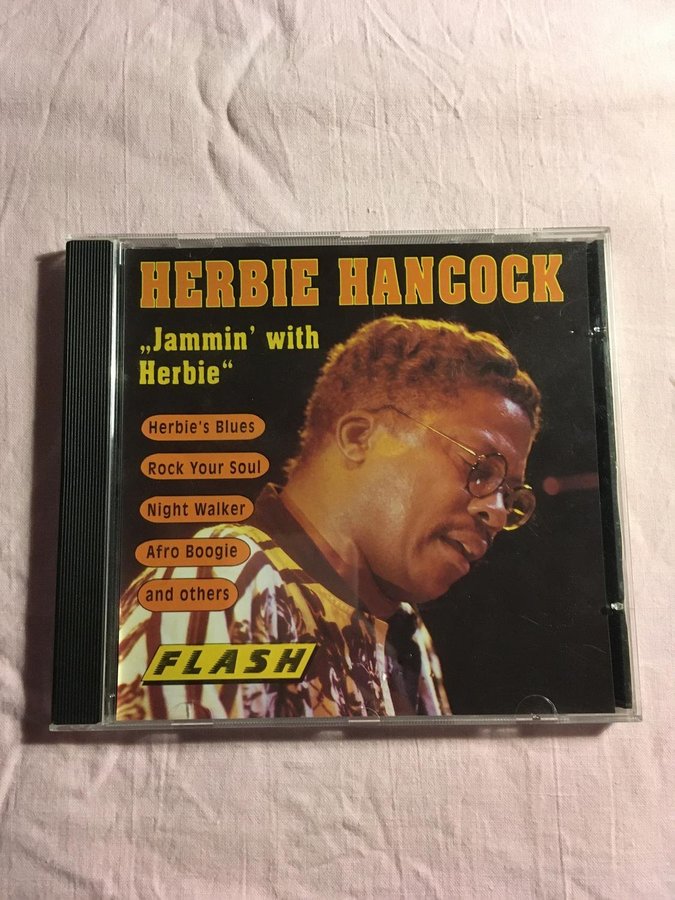 HERBIE HANCOCK
„Jammin' with
Herbie“
Herbie's Blues
Rock Your Soul
Night Walker
Afro Boogie
and others
FLASH